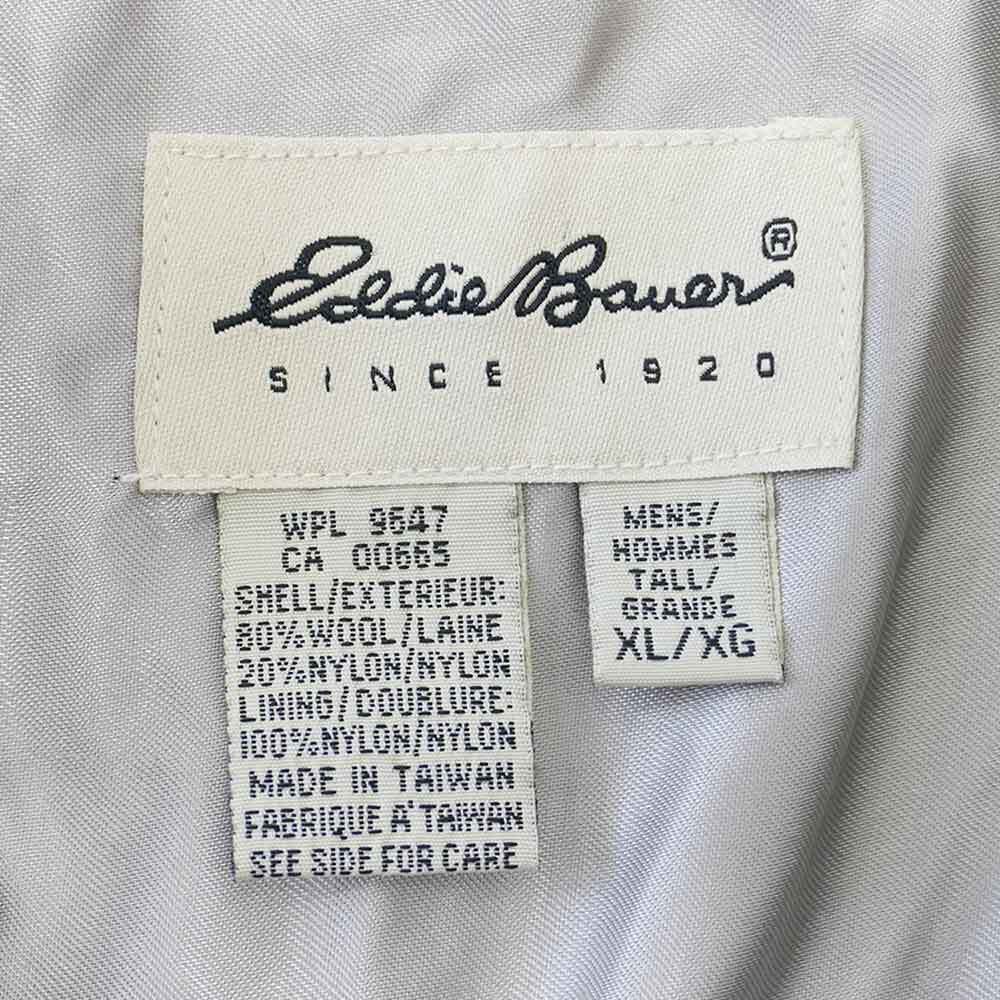 Eddie Bauer®
SINCE 1920
WPL 9647
CA 00665
SHELL/EXTERIEUR:
80%WOOL/LAINE
20%NYLON/NYLON
LINING/DOUBLURE:
100%NYLON/NYLON
MADE IN TAIWAN
FABRIQUE A'TAIWAN
SEE SIDE FOR CARE
MENS/
HOMMES
TALL/
GRANDE
XL/XG